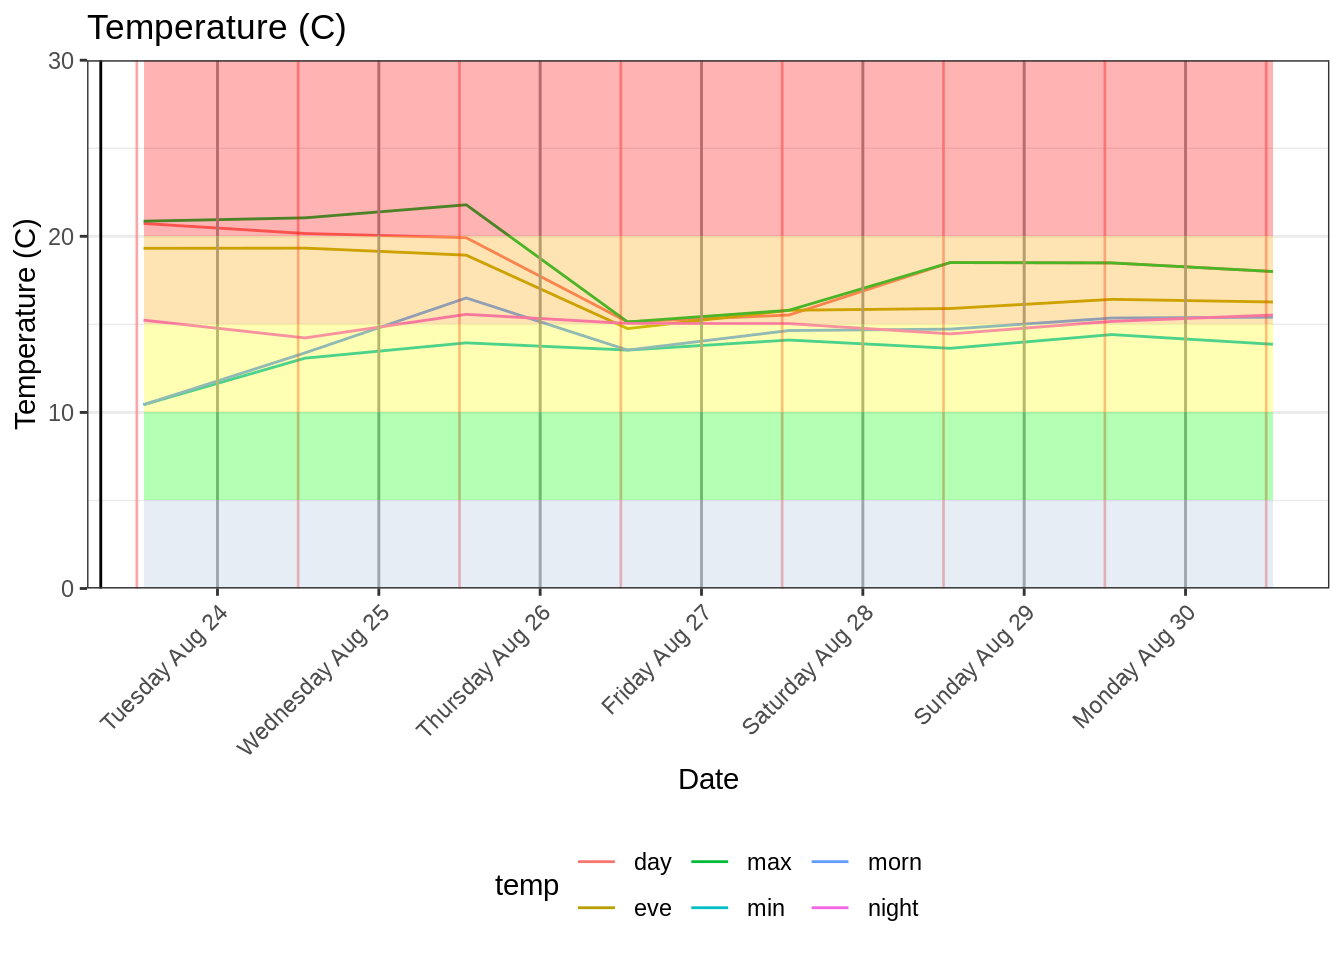 Temperature (C)
30
20
10
0
Temperature (C)
Tuesday Aug 24
Wednesday Aug 25
Thursday Aug 26
Friday Aug 27
Saturday Aug 28
Sunday Aug 29
Monday Aug 30
Date
temp
day max morn
eve min night